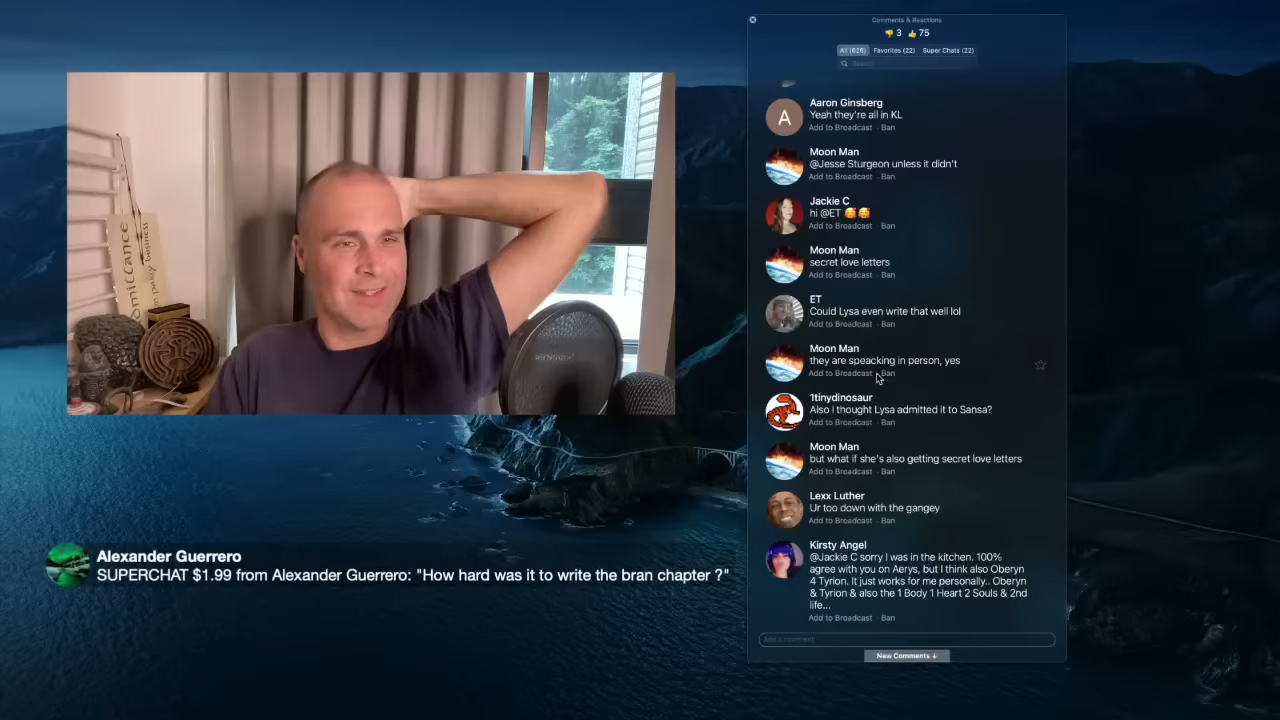 Comments & Reactions
👎 3 👍 75
All (626) Favorites (22) Super Chats (22)
Search
Aaron Ginsberg
A
Yeah they're all in KL
Add to Broadcast · Ban
Moon Man
@Jesse Sturgeon unless it didn't
Add to Broadcast · Ban
Jackie C
hi @ET 🥰🥰
Add to Broadcast · Ban
Moon Man
secret love letters
Add to Broadcast · Ban
ET
Could Lysa even write that well lol
Add to Broadcast · Ban
Moon Man
they are speacking in person, yes
Add to Broadcast · Ban
1tinydinosaur
Also I thought Lysa admitted it to Sansa?
Add to Broadcast · Ban
Moon Man
but what if she's also getting secret love letters
Add to Broadcast · Ban
Lexx Luther
Ur too down with the gangey
Add to Broadcast · Ban
Kirsty Angel
@Jackie C sorry I was in the kitchen. 100%
agree with you on Aerys, but I think also Oberyn
4 Tyrion. It just works for me personally.. Oberyn
& Tyrion & also the 1 Body 1 Heart 2 Souls & 2nd
life...
Add to Broadcast · Ban
Add a comment
New Comments ↓
Alexander Guerrero
SUPERCHAT $1.99 from Alexander Guerrero: "How hard was it to write the bran chapter ?"